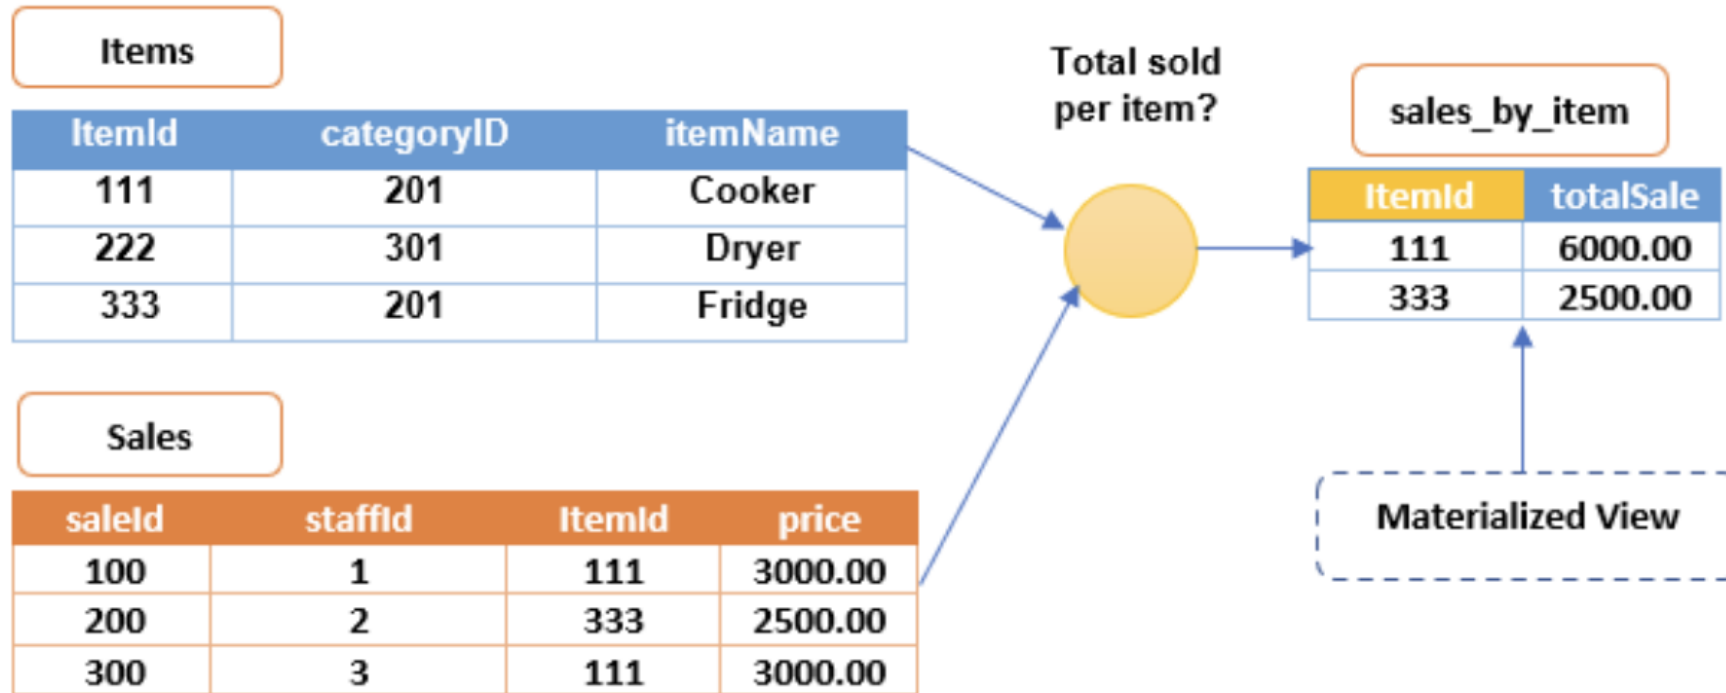 Items
ItemId categoryID itemName
111 201 Cooker
222 301 Dryer
333 201 Fridge
Sales
saleId staffId ItemId price
100 1 111 3000.00
200 2 333 2500.00
300 3 111 3000.00
Total sold
per item?
sales_by_item
ItemId totalSale
111 6000.00
333 2500.00
Materialized View